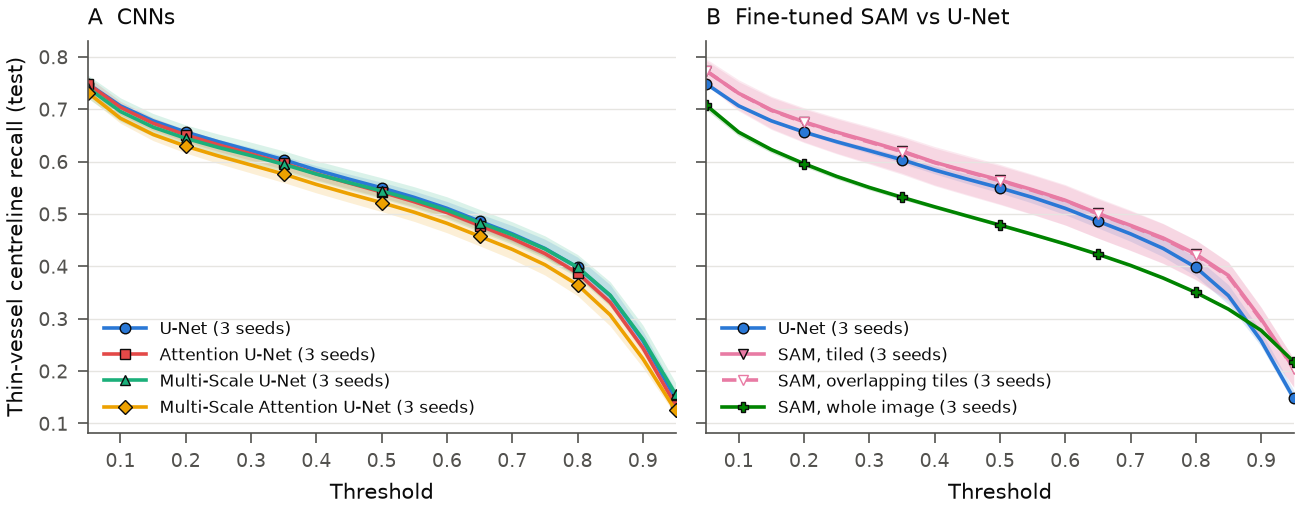 A CNNs
Thin-vessel centreline recall (test)
0.8
0.7
0.6
0.5
0.4
0.3
0.2
0.1
U-Net (3 seeds)
Attention U-Net (3 seeds)
Multi-Scale U-Net (3 seeds)
Multi-Scale Attention U-Net (3 seeds)
0.1 0.2 0.3 0.4 0.5 0.6 0.7 0.8 0.9
Threshold
B Fine-tuned SAM vs U-Net
U-Net (3 seeds)
SAM, tiled (3 seeds)
SAM, overlapping tiles (3 seeds)
SAM, whole image (3 seeds)
0.1 0.2 0.3 0.4 0.5 0.6 0.7 0.8 0.9
Threshold